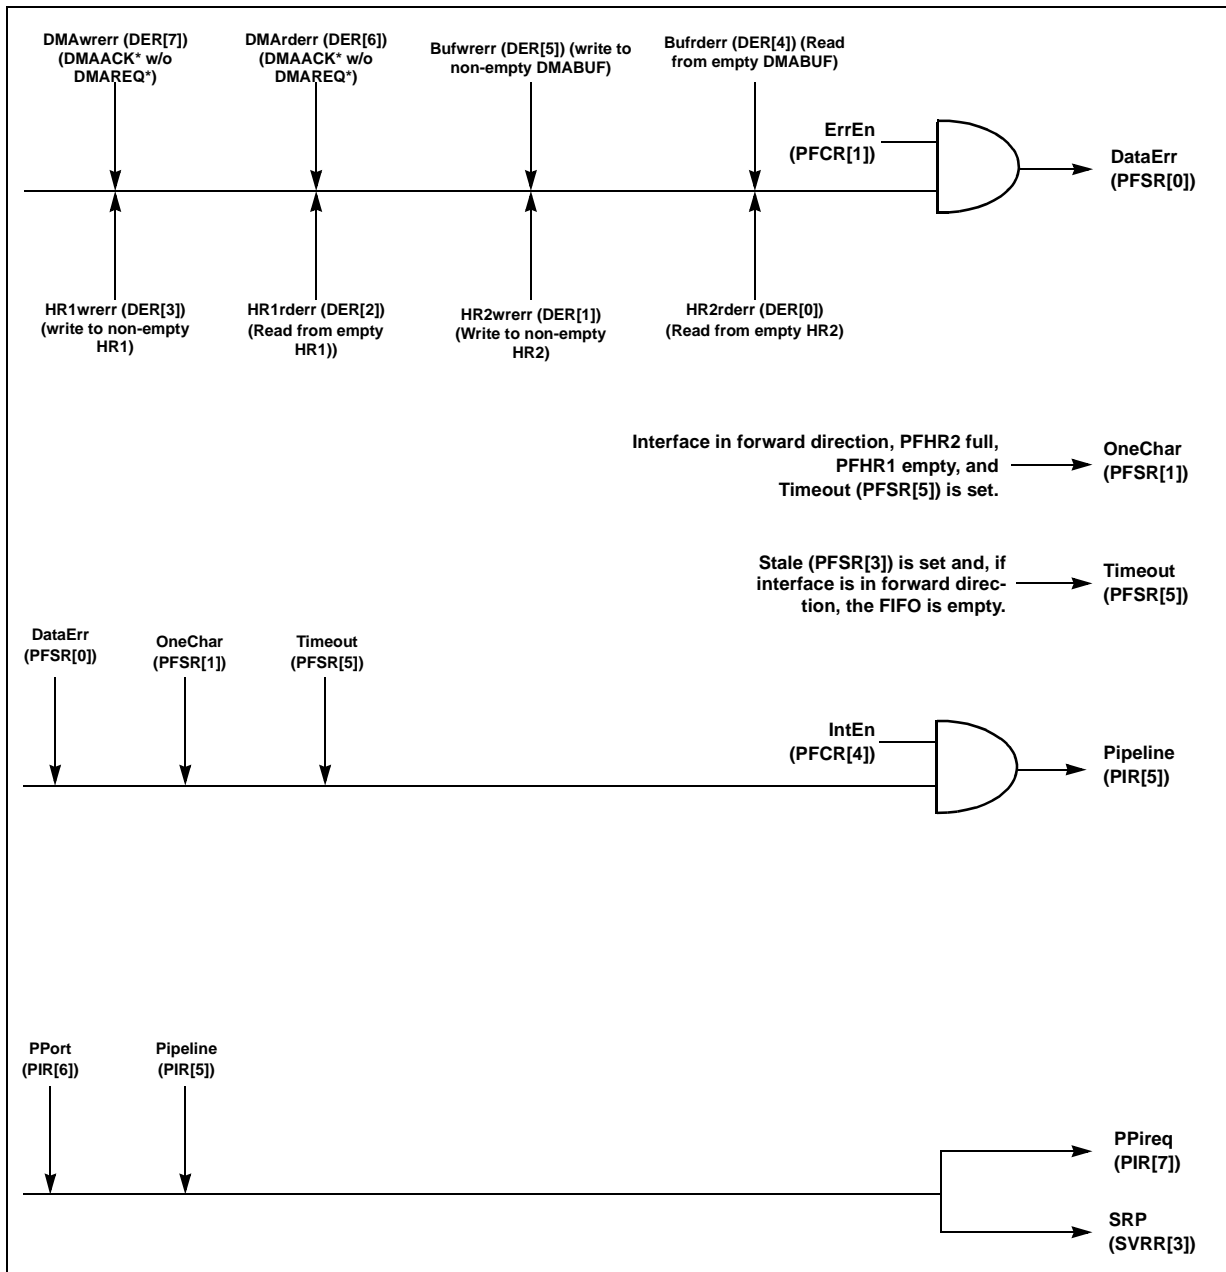 DMAwrerr (DER[7])
(DMAACK* w/o
DMAREQ*)
DMArderr (DER[6])
(DMAACK* w/o
DMAREQ*)
Bufwrerr (DER[5]) (write to
non-empty DMABUF)
Bufrderr (DER[4]) (Read
from empty DMABUF)
ErrEn
(PFCR[1])
DataErr
(PFSR[0])
HR1wrerr (DER[3])
(write to non-empty
HR1)
HR1rderr (DER[2])
(Read from empty
HR1))
HR2wrerr (DER[1])
(Write to non-empty
HR2)
HR2rderr (DER[0])
(Read from empty HR2)
Interface in forward direction, PFHR2 full,
PFHR1 empty, and
Timeout (PFSR[5]) is set.
OneChar
(PFSR[1])
Stale (PFSR[3]) is set and, if
interface is in forward direc-
tion, the FIFO is empty.
Timeout
(PFSR[5])
DataErr
(PFSR[0])
OneChar
(PFSR[1])
Timeout
(PFSR[5])
IntEn
(PFCR[4])
Pipeline
(PIR[5])
PPort
(PIR[6])
Pipeline
(PIR[5])
PPireq
(PIR[7])
SRP
(SVRR[3])